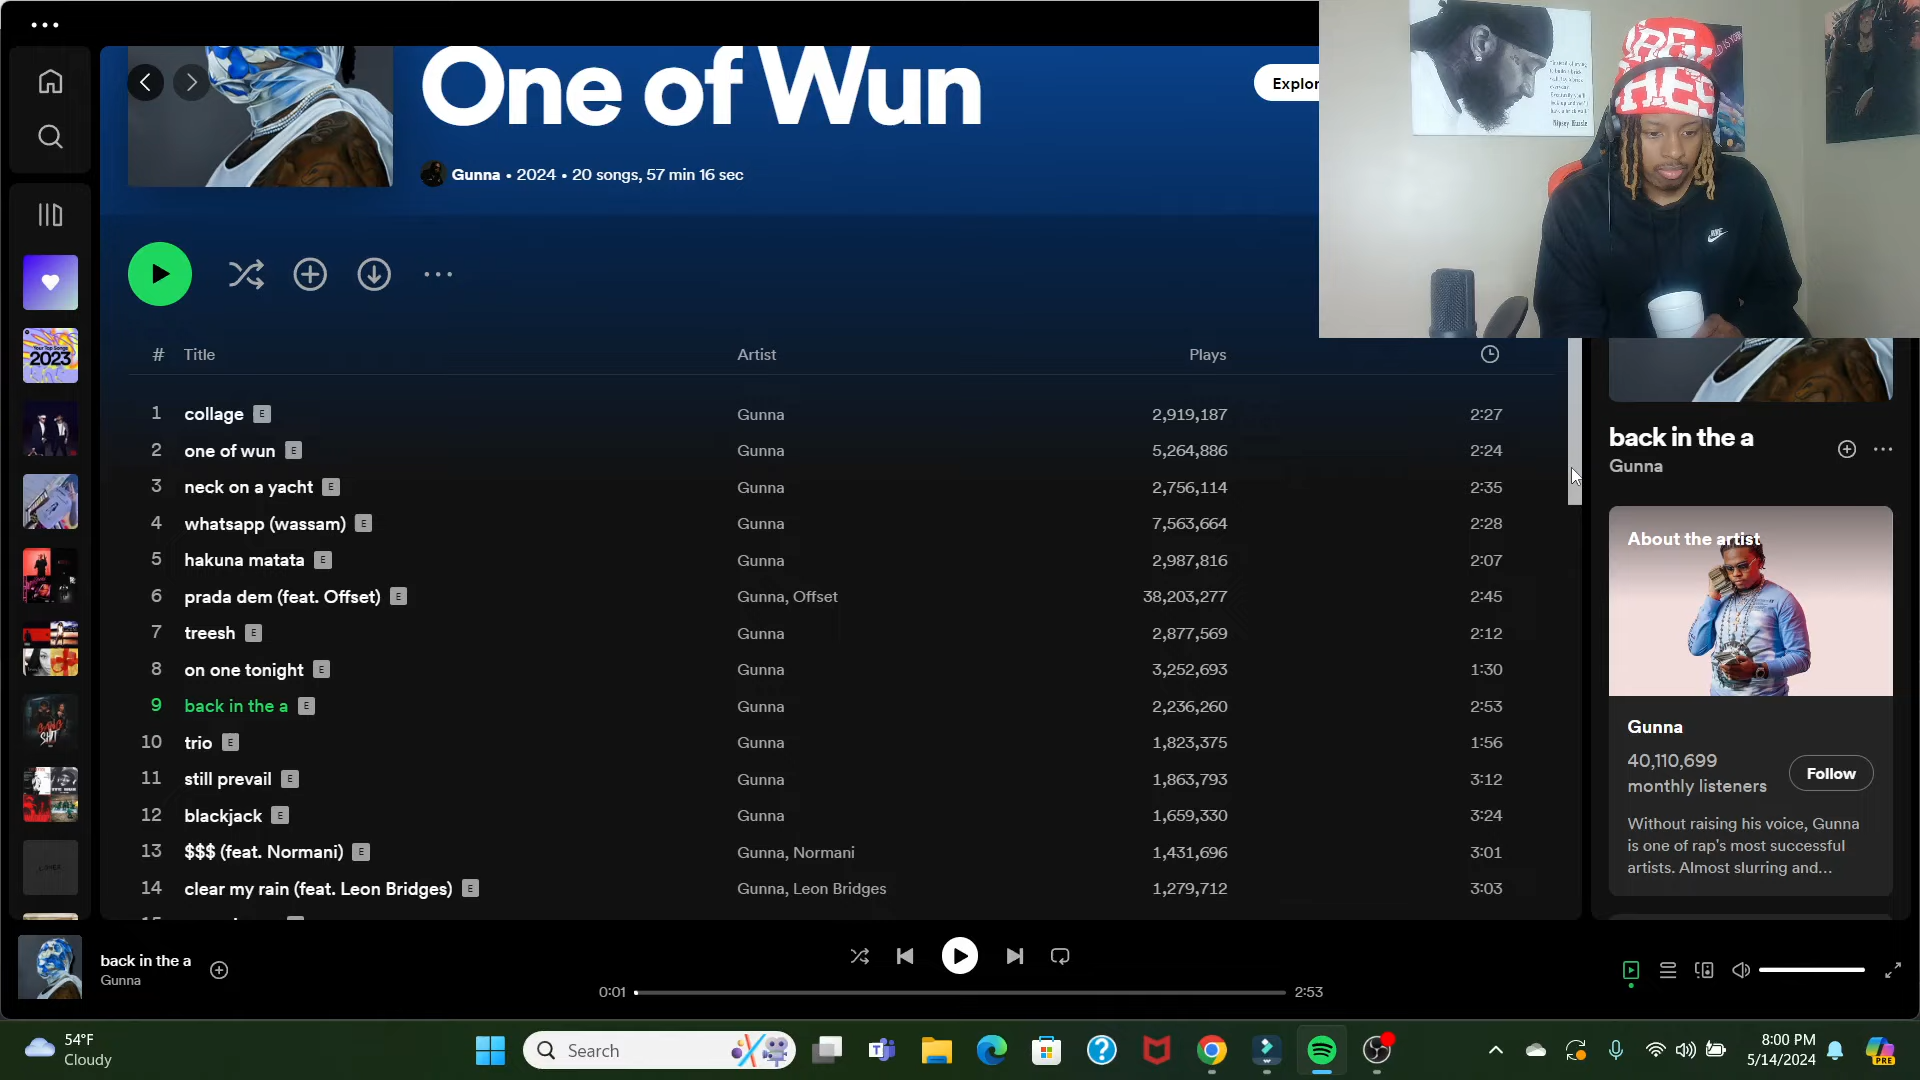 One of Wun
Explor
Gunna • 2024 • 20 songs, 57 min 16 sec
Your Top Songs
2023
# Title Artist Plays
1 collage E Gunna 2,919,187 2:27
2 one of wun E Gunna 5,264,886 2:24
3 neck on a yacht E Gunna 2,756,114 2:35
4 whatsapp (wassam) E Gunna 7,563,664 2:28
5 hakuna matata E Gunna 2,987,816 2:07
6 prada dem (feat. Offset) E Gunna, Offset 38,203,277 2:45
7 treesh E Gunna 2,877,569 2:12
8 on one tonight E Gunna 3,252,693 1:30
9 back in the a E Gunna 2,236,260 2:53
10 trio E Gunna 1,823,375 1:56
11 still prevail E Gunna 1,863,793 3:12
12 blackjack E Gunna 1,659,330 3:24
13 $$$ (feat. Normani) E Gunna, Normani 1,431,696 3:01
14 clear my rain (feat. Leon Bridges) E Gunna, Leon Bridges 1,279,712 3:03
back in the a
Gunna
About the artist
Gunna
40,110,699
monthly listeners
Follow
Without raising his voice, Gunna
is one of rap's most successful
artists. Almost slurring and...
back in the a
Gunna
0:01
2:53
54°F
Cloudy
Search
8:00 PM
5/14/2024
PRE
Nipsey Hussle